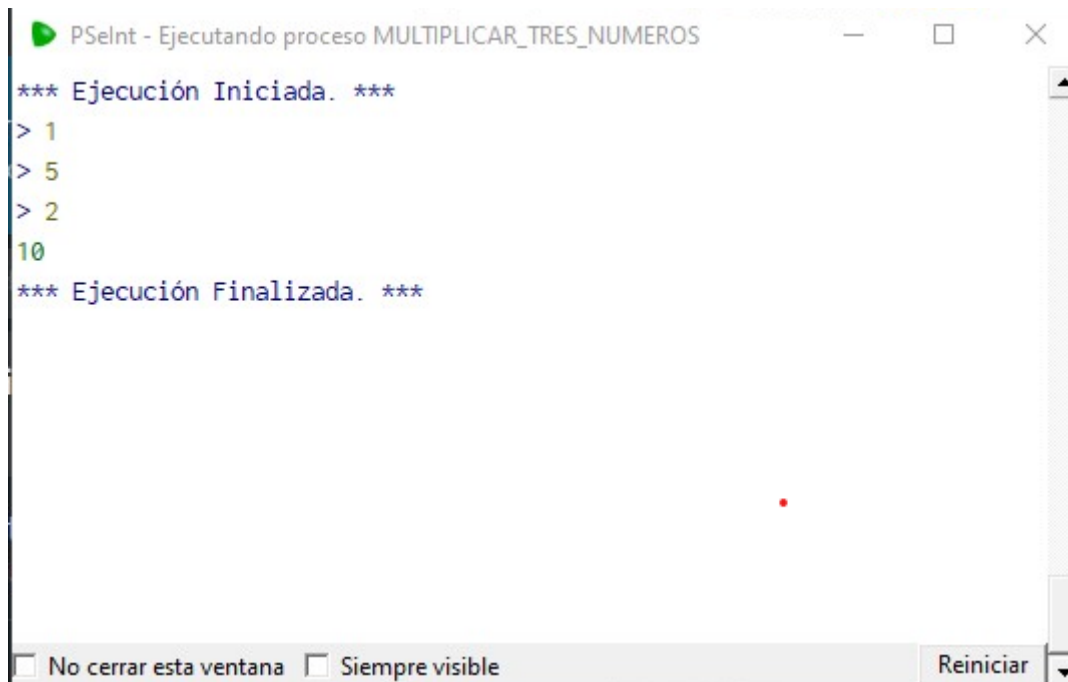 PSeInt - Ejecutando proceso MULTIPLICAR_TRES_NUMEROS
*** Ejecución Iniciada. ***
> 1
> 5
> 2
10
*** Ejecución Finalizada. ***
No cerrar esta ventana Siempre visible Reiniciar